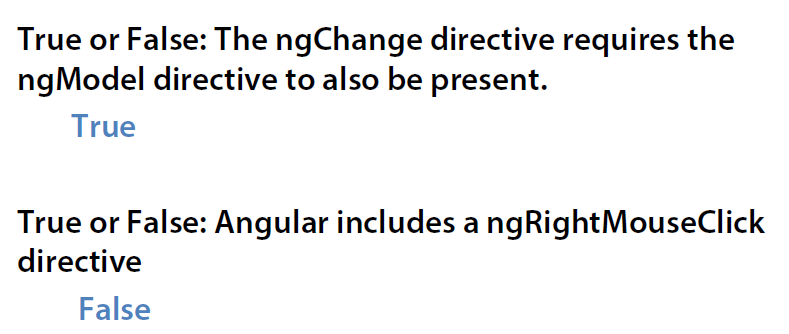 True or False: The ngChange directive requires the
ngModel directive to also be present.
True
True or False: Angular includes a ngRightMouseClick
directive
False